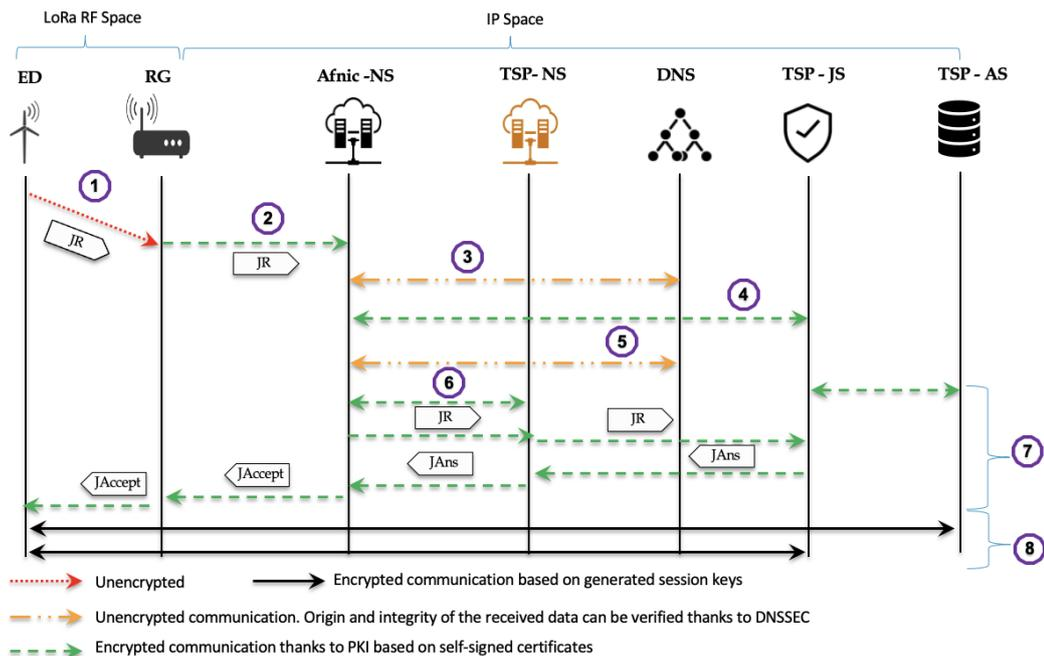 LoRa RF Space
IP Space
ED
RG
Afnic -NS
TSP- NS
DNS
TSP - JS
TSP - AS
1
JR
2
JR
3
4
5
6
JR
JR
JAns
JAns
JAccept
JAccept
7
8
Unencrypted
Encrypted communication based on generated session keys
Unencrypted communication. Origin and integrity of the received data can be verified thanks to DNSSEC
Encrypted communication thanks to PKI based on self-signed certificates